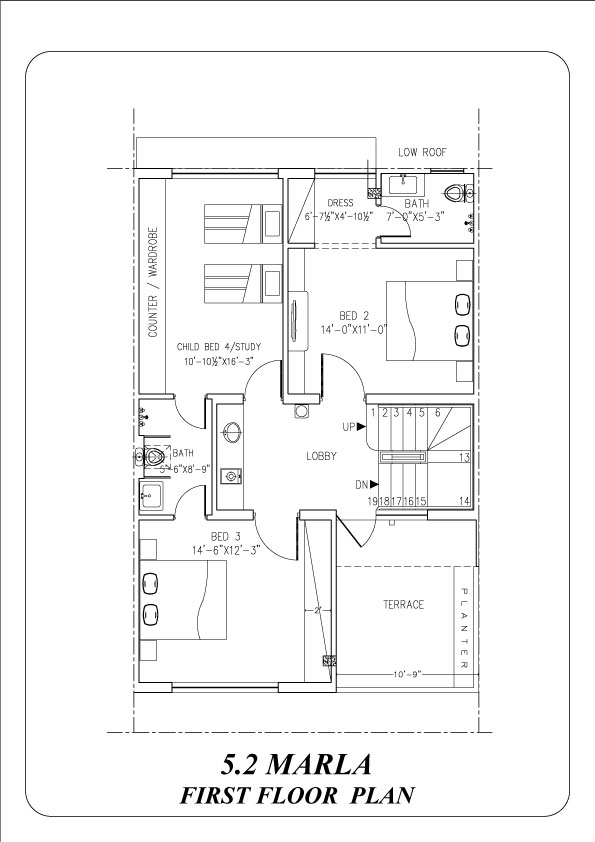 LOW ROOF
DRESS
6'-7½"X4'-10½"
BATH
7'-0"X5'-3"
COUNTER / WARDROBE
BED 2
14'-0"X11'-0"
CHILD BED 4/STUDY
10'-10½"X16'-3"
1 2 3 4 5 6
UP
BATH
5'-6"X8'-9"
LOBBY
13
DN
19 18 17 16 15 14
BED 3
14'-6"X12'-3"
2'
TERRACE
PLANTER
10'-9"
5.2 MARLA
FIRST FLOOR PLAN